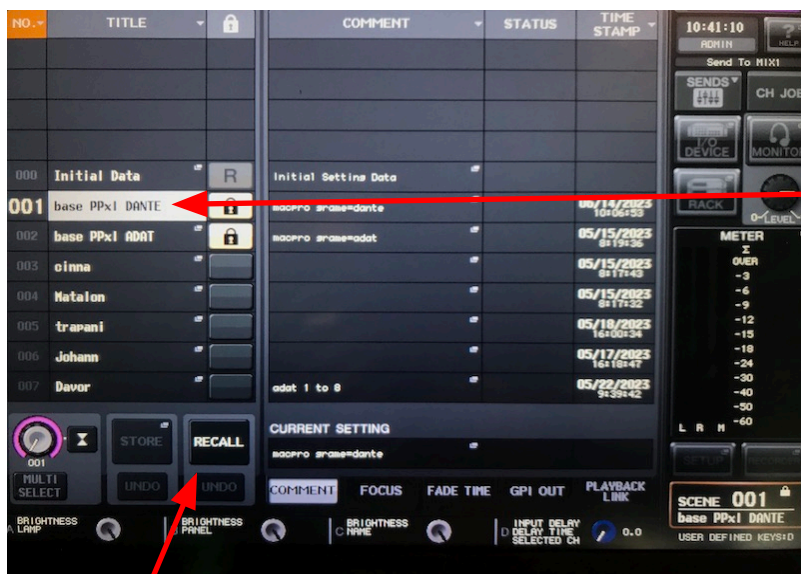 NO. TITLE COMMENT STATUS TIME STAMP
10:41:10
ADMIN
HELP
Send To MIX1
SENDS
CH JOB
I/O DEVICE
MONITOR
RACK
0 LEVEL
000 Initial Data R Initial Setting Data
001 base PPxl DANTE macpro srame=dante 06/14/2023 10:06:53
002 base PPxl ADAT macpro srame=adat 05/15/2023 8:19:36
003 cinna 05/15/2023 8:17:43
004 Matalon 05/15/2023 8:17:32
005 trapani 05/18/2023 16:00:34
006 Johann 05/17/2023 16:18:47
007 Davor adat 1 to 8 05/22/2023 9:39:42
METER
Σ
OVER
-3
-6
-9
-12
-15
-18
-24
-30
-40
-50
-60
L R M
001
STORE
RECALL
MULTI SELECT
UNDO
UNDO
CURRENT SETTING
macpro srame=dante
COMMENT FOCUS FADE TIME GPI OUT PLAYBACK LINK
SETUP
SCENE 001
base PPxl DANTE
USER DEFINED KEYS:D
A BRIGHTNESS LAMP
BRIGHTNESS PANEL
C BRIGHTNESS NAME
D INPUT DELAY DELAY TIME SELECTED CH 0.0